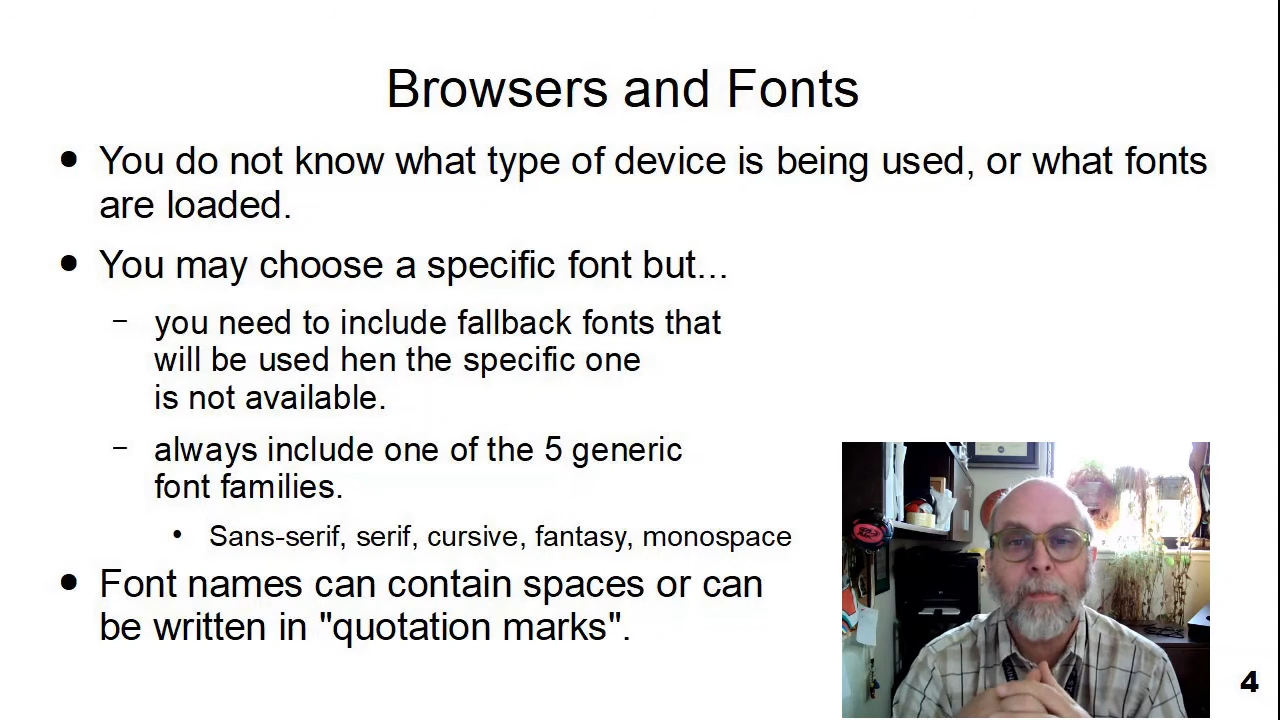 Browsers and Fonts
● You do not know what type of device is being used, or what fonts
are loaded.
● You may choose a specific font but...
– you need to include fallback fonts that
will be used hen the specific one
is not available.
– always include one of the 5 generic
font families.
• Sans-serif, serif, cursive, fantasy, monospace
● Font names can contain spaces or can
be written in "quotation marks".
4